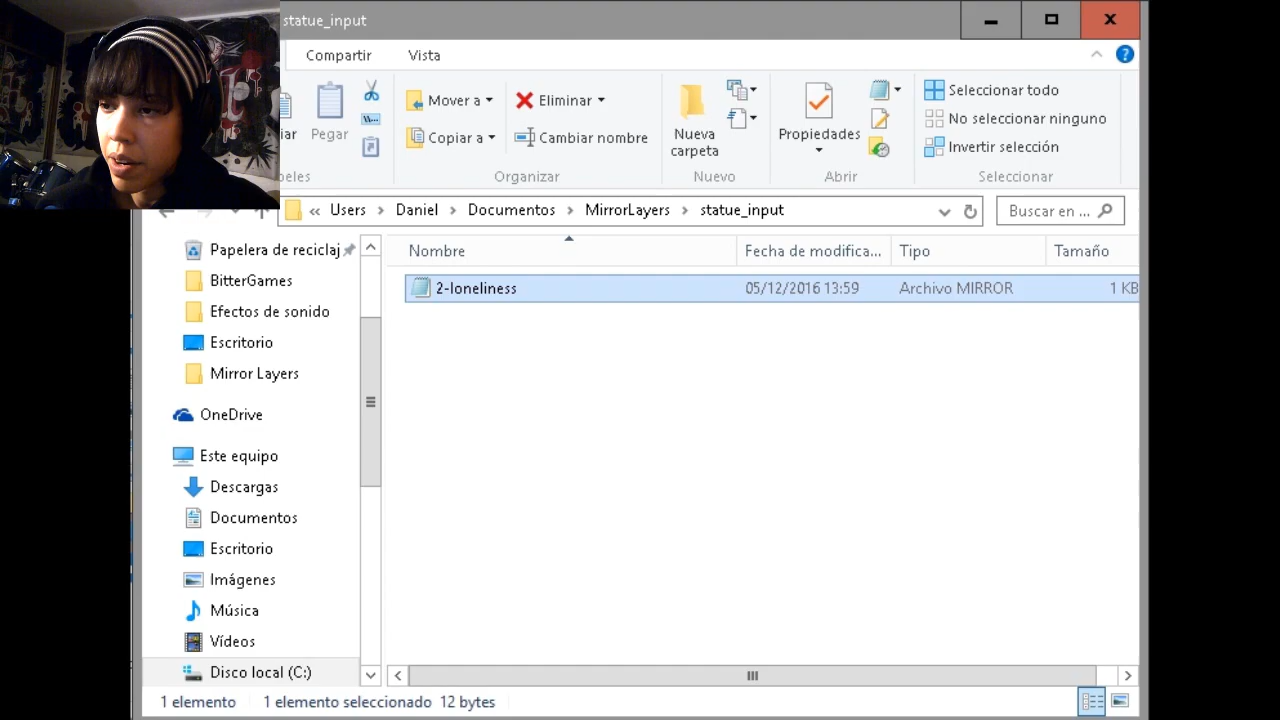 statue_input
Compartir Vista
iar Pegar Mover a Copiar a Eliminar Cambiar nombre Nueva carpeta Propiedades Seleccionar todo No seleccionar ninguno Invertir selección
peles Organizar Nuevo Abrir Seleccionar
« Users > Daniel > Documentos > MirrorLayers > statue_input Buscar en ...
Nombre Fecha de modifica... Tipo Tamaño
2-loneliness 05/12/2016 13:59 Archivo MIRROR 1 KB
Papelera de reciclaj
BitterGames
Efectos de sonido
Escritorio
Mirror Layers
OneDrive
Este equipo
Descargas
Documentos
Escritorio
Imágenes
Música
Vídeos
Disco local (C:)
1 elemento 1 elemento seleccionado 12 bytes